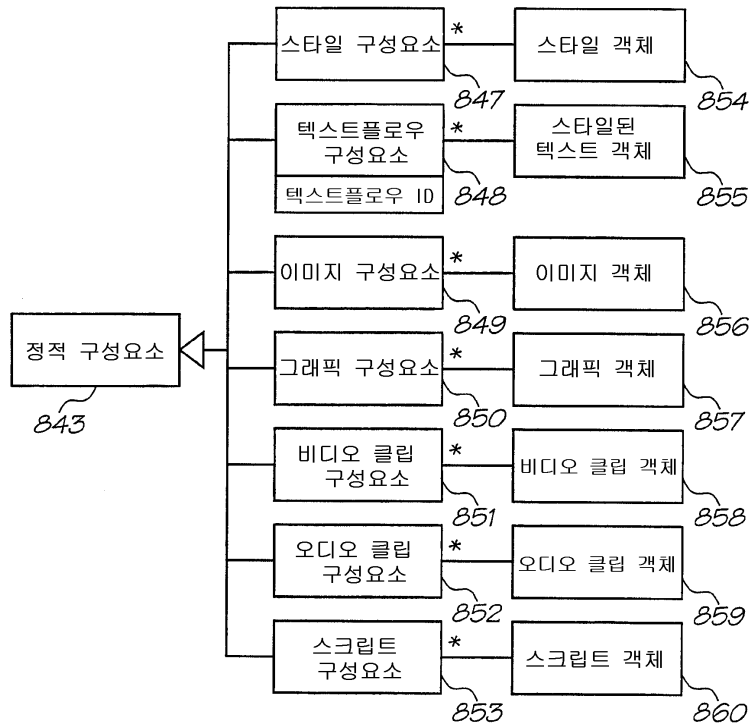 스타일 구성요소
*
스타일 객체
847
854
텍스트플로우
구성요소
*
스타일된
텍스트 객체
텍스트플로우 ID
848
855
이미지 구성요소
*
이미지 객체
849
856
정적 구성요소
843
그래픽 구성요소
*
그래픽 객체
850
857
비디오 클립
구성요소
*
비디오 클립 객체
851
858
오디오 클립
구성요소
*
오디오 클립 객체
852
859
스크립트
구성요소
*
스크립트 객체
853
860